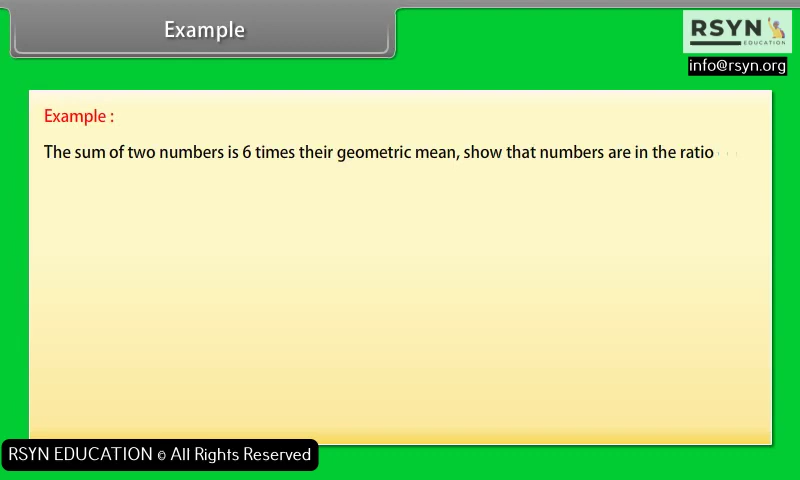 Example
RSYN
EDUCATION
info@rsyn.org
Example :
The sum of two numbers is 6 times their geometric mean, show that numbers are in the ratio
RSYN EDUCATION © All Rights Reserved